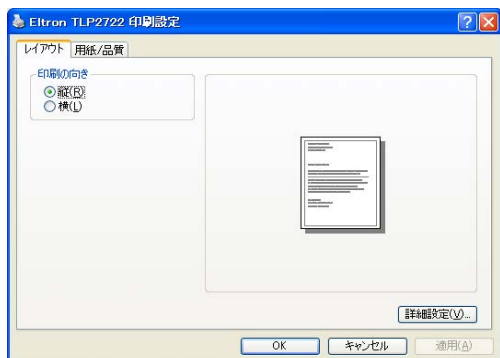 Eltron TLP2722 印刷設定
レイアウト 用紙/品質
印刷の向き
縦(R)
横(L)
詳細設定(V)...
OK キャンセル 適用(A)